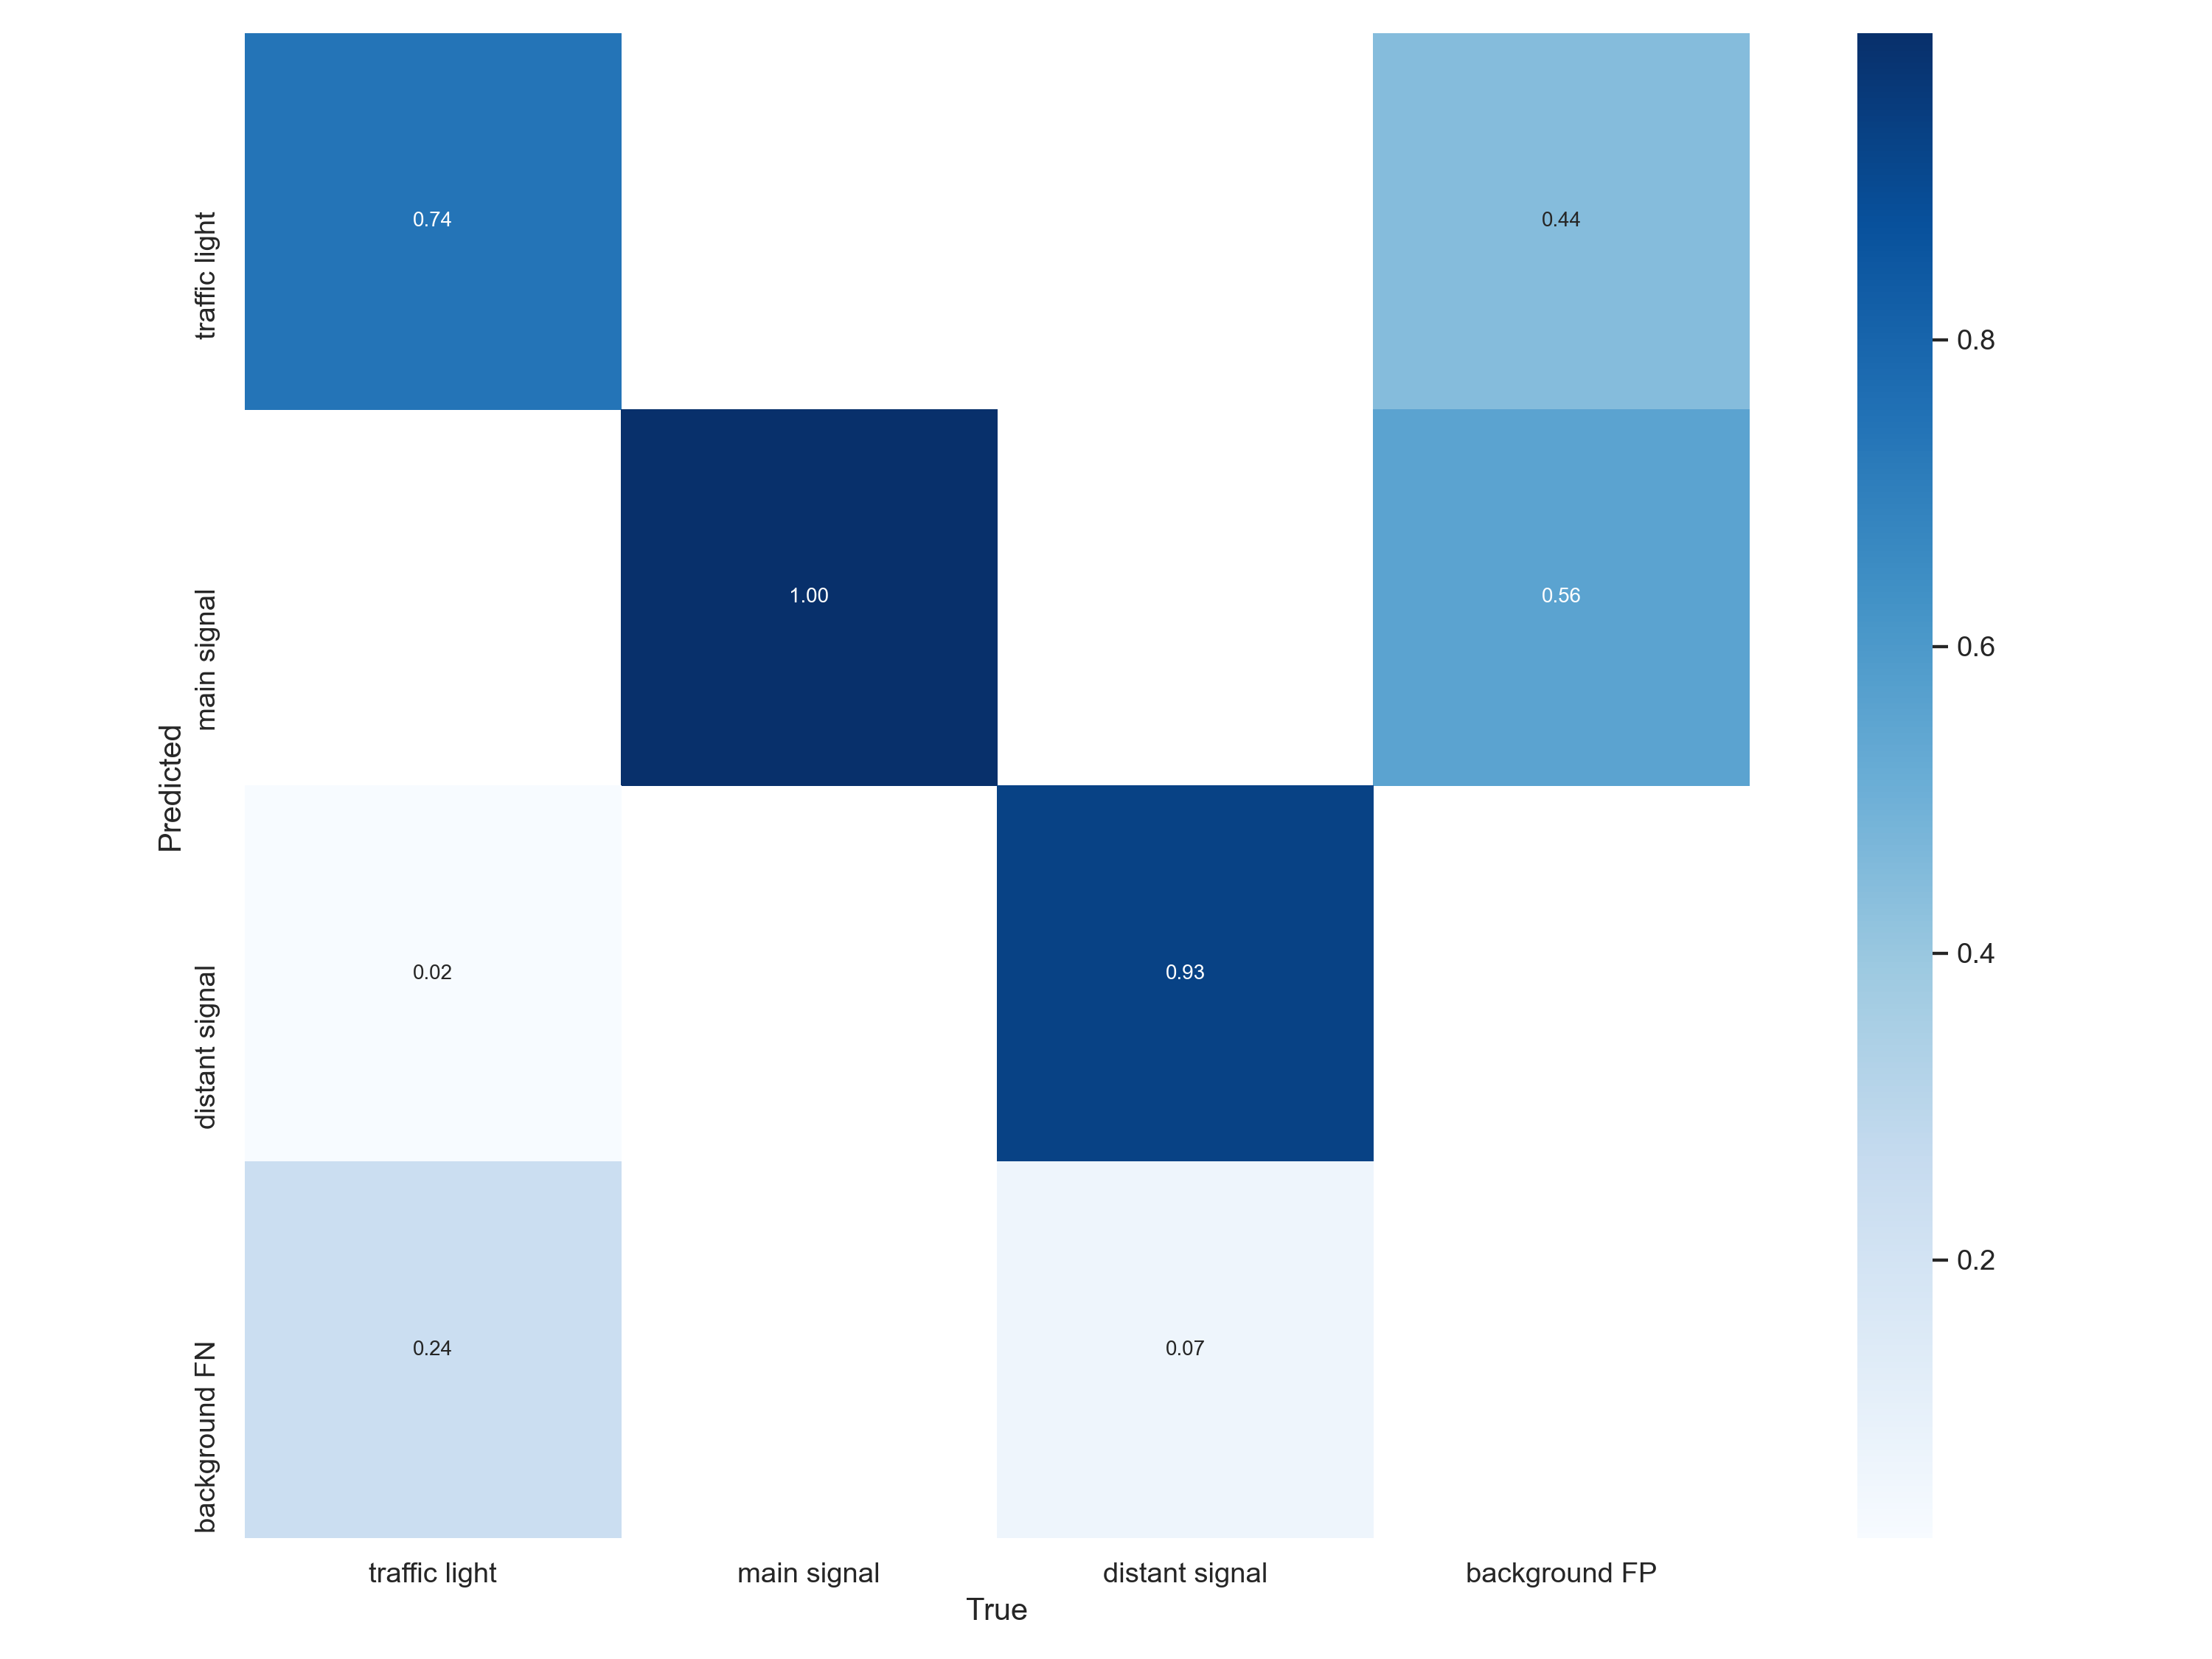 traffic light
0.74
0.44
0.8
main signal
1.00
0.56
0.6
Predicted
distant signal
0.02
0.93
0.4
background FN
0.24
0.07
0.2
traffic light
main signal
distant signal
background FP
True